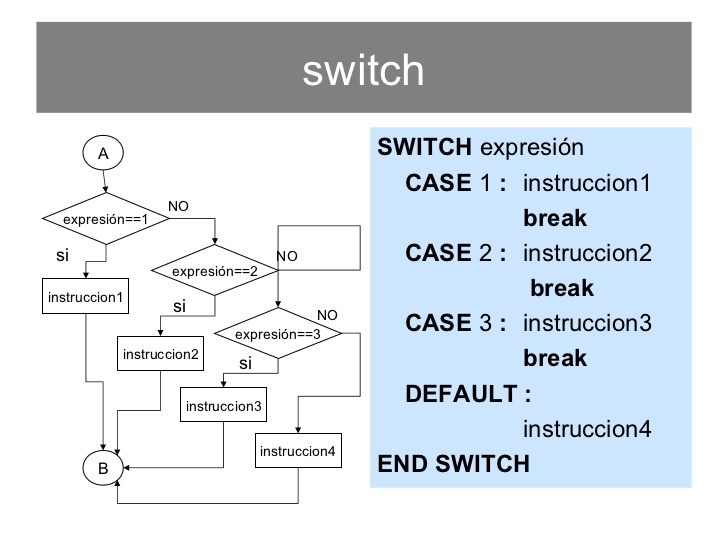 switch
A
expresión==1
NO
si
instruccion1
expresión==2
NO
si
instruccion2
expresión==3
NO
si
instruccion3
instruccion4
B
SWITCH expresión
CASE 1 : instruccion1
break
CASE 2 : instruccion2
break
CASE 3 : instruccion3
break
DEFAULT :
instruccion4
END SWITCH